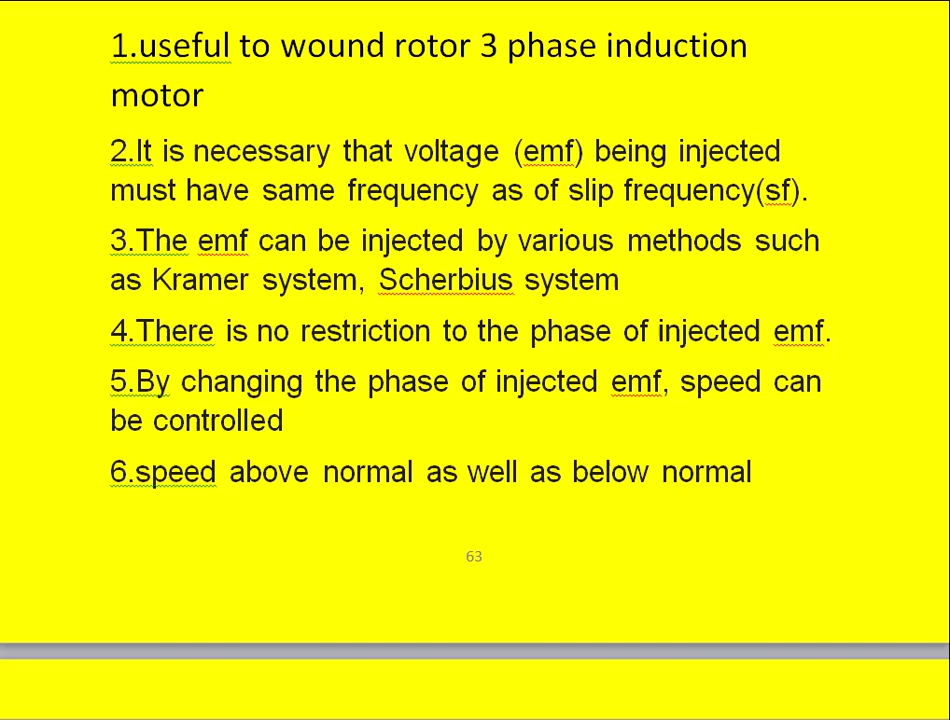 1.useful to wound rotor 3 phase induction
motor
2.It is necessary that voltage (emf) being injected
must have same frequency as of slip frequency(sf).
3.The emf can be injected by various methods such
as Kramer system, Scherbius system
4.There is no restriction to the phase of injected emf.
5.By changing the phase of injected emf, speed can
be controlled
6.speed above normal as well as below normal
63